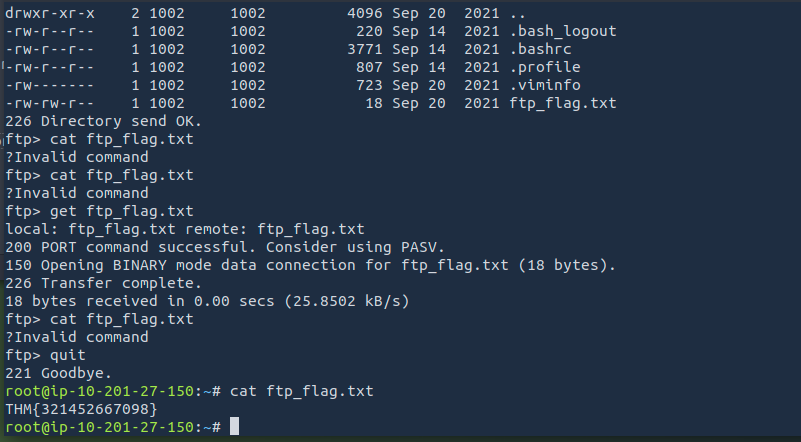 drwxr-xr-x    2 1002     1002         4096 Sep 20  2021 ..
-rw-r--r--    1 1002     1002          220 Sep 14  2021 .bash_logout
-rw-r--r--    1 1002     1002         3771 Sep 14  2021 .bashrc
-rw-r--r--    1 1002     1002          807 Sep 14  2021 .profile
-rw-------    1 1002     1002          723 Sep 20  2021 .viminfo
-rw-rw-r--    1 1002     1002           18 Sep 20  2021 ftp_flag.txt
226 Directory send OK.
ftp> cat ftp_flag.txt
?Invalid command
ftp> cat ftp_flag.txt
?Invalid command
ftp> get ftp_flag.txt
local: ftp_flag.txt remote: ftp_flag.txt
200 PORT command successful. Consider using PASV.
150 Opening BINARY mode data connection for ftp_flag.txt (18 bytes).
226 Transfer complete.
18 bytes received in 0.00 secs (25.8502 kB/s)
ftp> cat ftp_flag.txt
?Invalid command
ftp> quit
221 Goodbye.
root@ip-10-201-27-150:~# cat ftp_flag.txt
THM{321452667098}
root@ip-10-201-27-150:~#